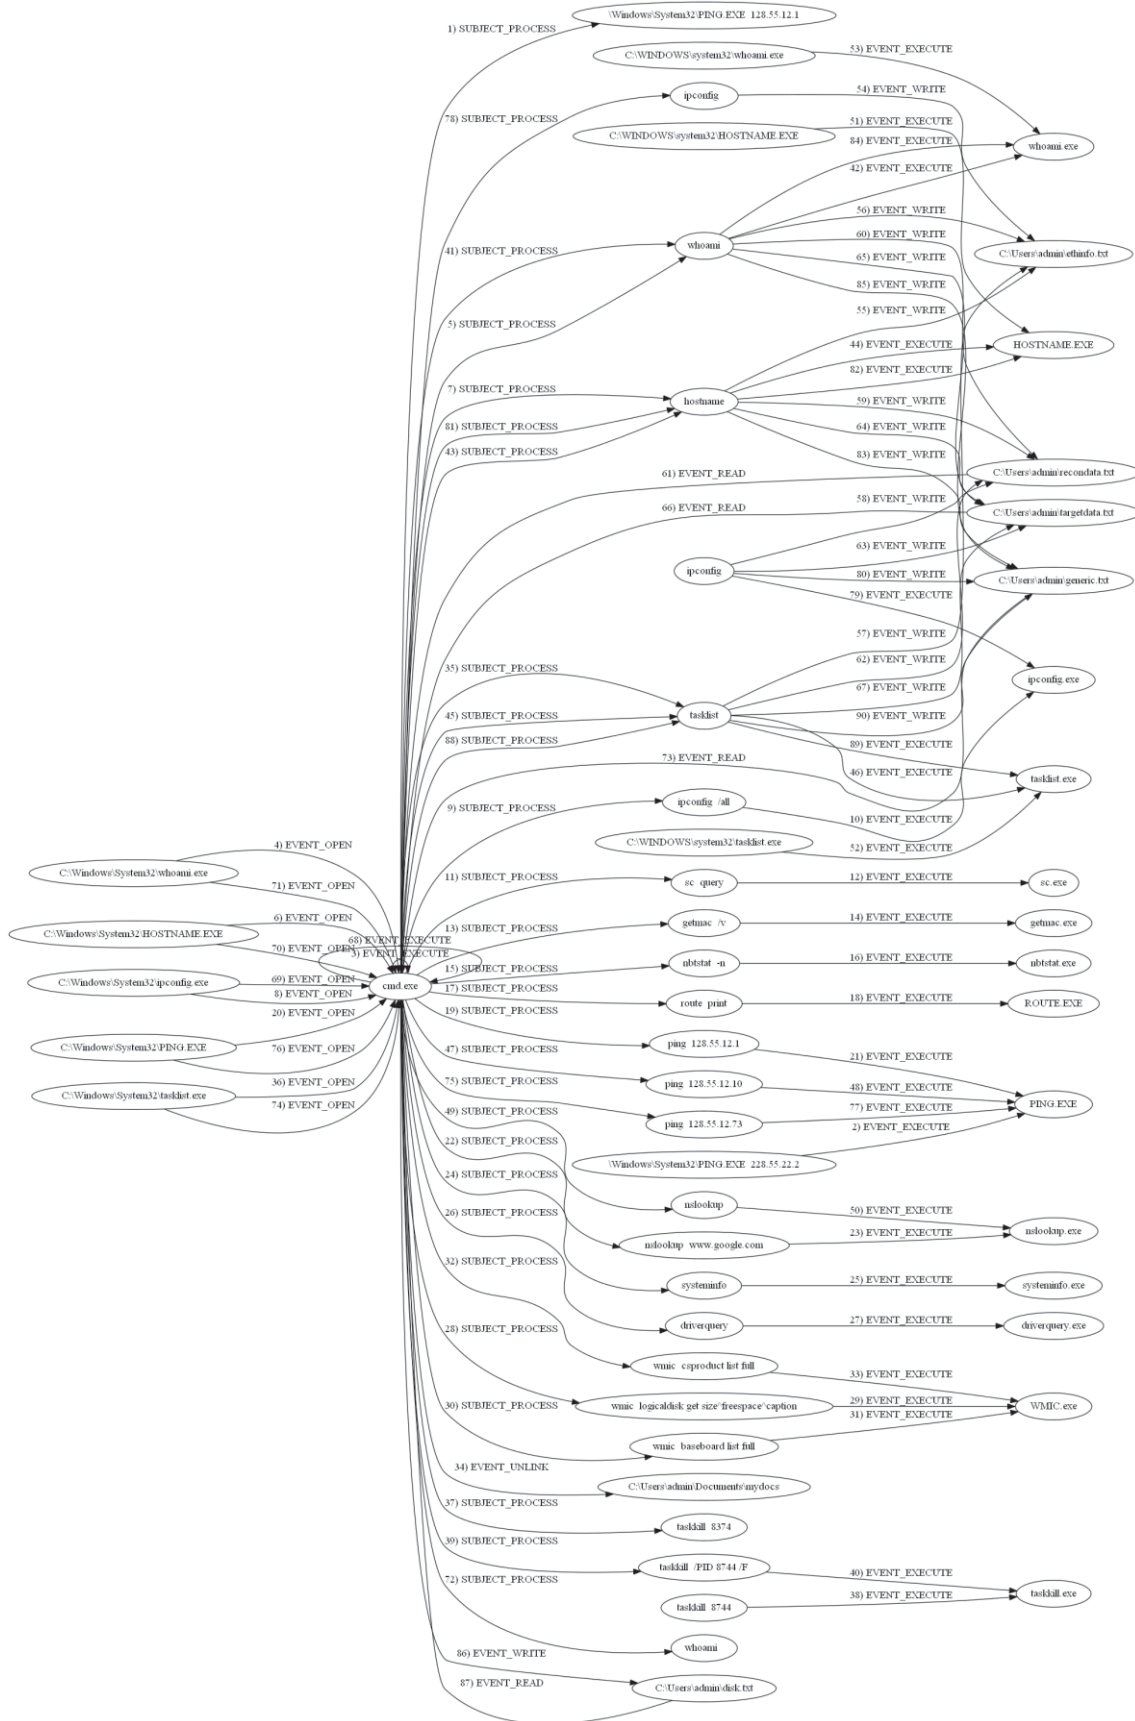 \Windows\System32\PING.EXE 128.55.12.1
1) SUBJECT_PROCESS
53) EVENT_EXECUTE
C:\WINDOWS\system32\whoami.exe
54) EVENT_WRITE
ipconfig
78) SUBJECT_PROCESS
51) EVENT_EXECUTE
C:\WINDOWS\system32\HOSTNAME.EXE
84) EVENT_EXECUTE
whoami.exe
42) EVENT_EXECUTE
56) EVENT_WRITE
60) EVENT_WRITE
41) SUBJECT_PROCESS
whoami
C:\Users\admin\ethinfo.txt
65) EVENT_WRITE
85) EVENT_WRITE
55) EVENT_WRITE
5) SUBJECT_PROCESS
44) EVENT_EXECUTE
HOSTNAME.EXE
82) EVENT_EXECUTE
7) SUBJECT_PROCESS
hostname
59) EVENT_WRITE
81) SUBJECT_PROCESS
64) EVENT_WRITE
43) SUBJECT_PROCESS
83) EVENT_WRITE
61) EVENT_READ
C:\Users\admin\recondata.txt
58) EVENT_WRITE
66) EVENT_READ
C:\Users\admin\targetdata.txt
63) EVENT_WRITE
ipconfig
80) EVENT_WRITE
C:\Users\admin\generic.txt
79) EVENT_EXECUTE
57) EVENT_WRITE
62) EVENT_WRITE
35) SUBJECT_PROCESS
ipconfig.exe
67) EVENT_WRITE
45) SUBJECT_PROCESS
tasklist
90) EVENT_WRITE
88) SUBJECT_PROCESS
89) EVENT_EXECUTE
73) EVENT_READ
46) EVENT_EXECUTE
tasklist.exe
9) SUBJECT_PROCESS
ipconfig /all
10) EVENT_EXECUTE
C:\WINDOWS\system32\tasklist.exe
52) EVENT_EXECUTE
4) EVENT_OPEN
C:\Windows\System32\whoami.exe
11) SUBJECT_PROCESS
sc query
12) EVENT_EXECUTE
sc.exe
71) EVENT_OPEN
6) EVENT_OPEN
13) SUBJECT_PROCESS
getmac /v
14) EVENT_EXECUTE
getmac.exe
C:\Windows\System32\HOSTNAME.EXE
68) EVENT_EXECUTE
70) EVENT_OPEN
3) EVENT_EXECUTE
15) SUBJECT_PROCESS
nbtstat -n
16) EVENT_EXECUTE
nbtstat.exe
C:\Windows\System32\ipconfig.exe
69) EVENT_OPEN
cmd.exe
17) SUBJECT_PROCESS
8) EVENT_OPEN
route print
18) EVENT_EXECUTE
ROUTE.EXE
20) EVENT_OPEN
19) SUBJECT_PROCESS
C:\Windows\System32\PING.EXE
ping 128.55.12.1
21) EVENT_EXECUTE
76) EVENT_OPEN
47) SUBJECT_PROCESS
ping 128.55.12.10
48) EVENT_EXECUTE
36) EVENT_OPEN
C:\Windows\System32\tasklist.exe
75) SUBJECT_PROCESS
PING.EXE
74) EVENT_OPEN
77) EVENT_EXECUTE
49) SUBJECT_PROCESS
ping 128.55.12.73
2) EVENT_EXECUTE
22) SUBJECT_PROCESS
\Windows\System32\PING.EXE 228.55.22.2
24) SUBJECT_PROCESS
nslookup
50) EVENT_EXECUTE
26) SUBJECT_PROCESS
nslookup.exe
nslookup www.google.com
23) EVENT_EXECUTE
32) SUBJECT_PROCESS
systeminfo
25) EVENT_EXECUTE
systeminfo.exe
driverquery
27) EVENT_EXECUTE
driverquery.exe
28) SUBJECT_PROCESS
wmic csproduct list full
33) EVENT_EXECUTE
30) SUBJECT_PROCESS
wmic logicaldisk get size^freespace^caption
29) EVENT_EXECUTE
WMIC.exe
31) EVENT_EXECUTE
wmic baseboard list full
34) EVENT_UNLINK
C:\Users\admin\Documents\mydocs
37) SUBJECT_PROCESS
taskkill 8374
39) SUBJECT_PROCESS
taskkill /PID 8744 /F
40) EVENT_EXECUTE
72) SUBJECT_PROCESS
taskkill.exe
38) EVENT_EXECUTE
taskkill 8744
whoami
86) EVENT_WRITE
87) EVENT_READ
C:\Users\admin\disk.txt